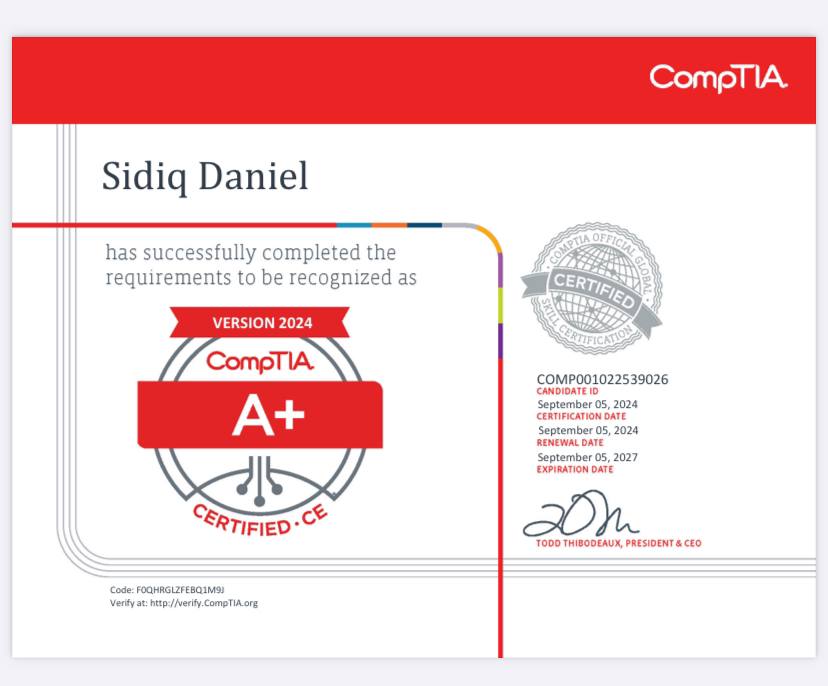 CompTIA.
Sidiq Daniel
has successfully completed the
requirements to be recognized as
VERSION 2024
CompTIA.
A+
CERTIFIED · CE
COMPTIA OFFICIAL GLOBAL
CERTIFIED
SKILL CERTIFICATION
COMP001022539026
CANDIDATE ID
September 05, 2024
CERTIFICATION DATE
September 05, 2024
RENEWAL DATE
September 05, 2027
EXPIRATION DATE
TODD THIBODEAUX, PRESIDENT & CEO
Code: F0QHRGLZFEBQ1M9J
Verify at: http://verify.CompTIA.org